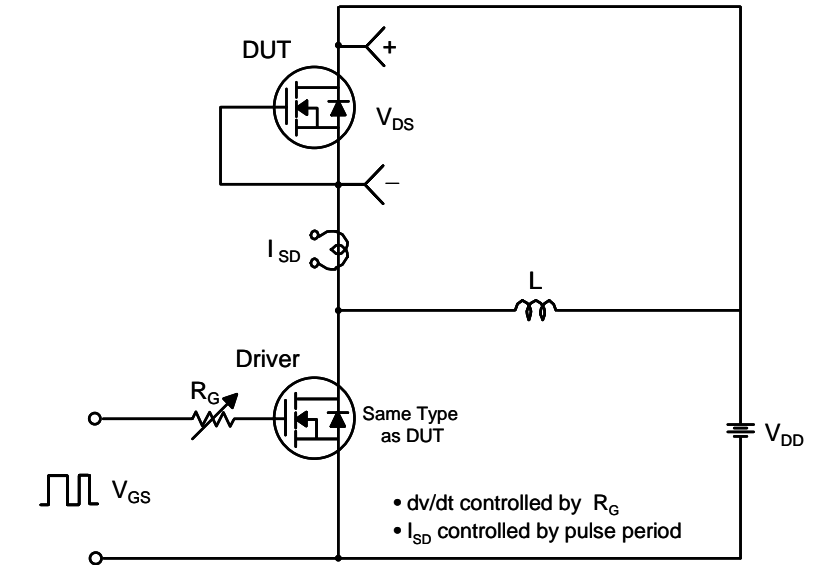 DUT
+
V_DS
–
I_SD
L
Driver
R_G
Same Type
as DUT
V_DD
V_GS
• dv/dt controlled by R_G
• I_SD controlled by pulse period